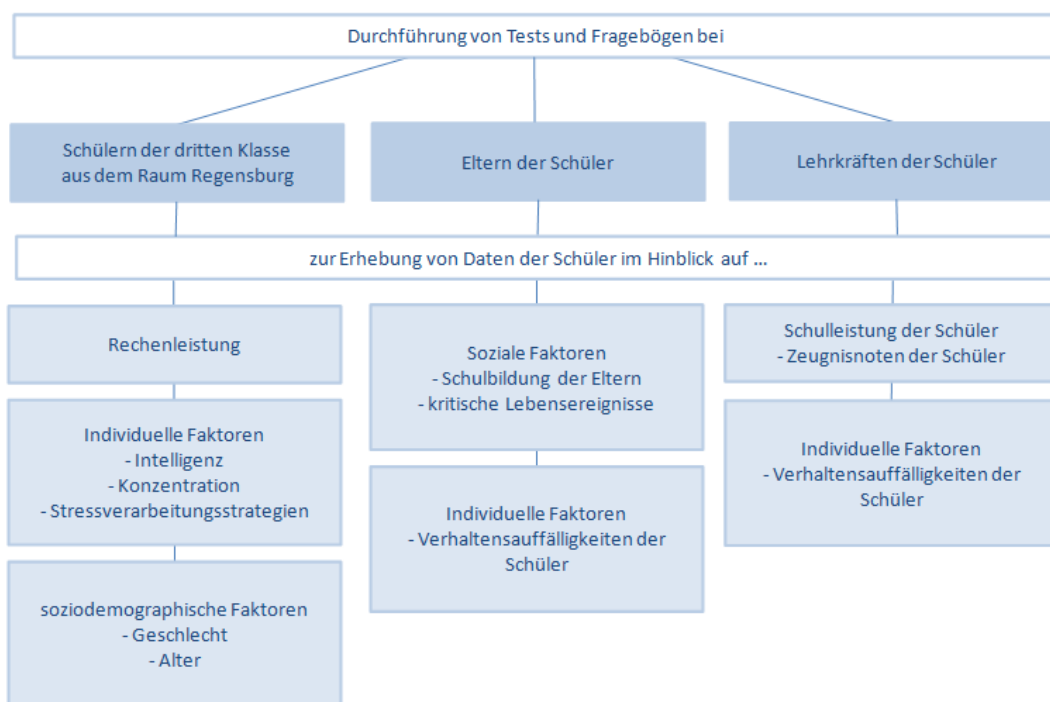 Durchführung von Tests und Fragebögen bei
Schülern der dritten Klasse
aus dem Raum Regensburg
Eltern der Schüler
Lehrkräften der Schüler
zur Erhebung von Daten der Schüler im Hinblick auf ...
Rechenleistung
Individuelle Faktoren
- Intelligenz
- Konzentration
- Stressverarbeitungsstrategien
soziodemographische Faktoren
- Geschlecht
- Alter
Soziale Faktoren
- Schulbildung der Eltern
- kritische Lebensereignisse
Individuelle Faktoren
- Verhaltensauffälligkeiten der
Schüler
Schulleistung der Schüler
- Zeugnisnoten der Schüler
Individuelle Faktoren
- Verhaltensauffälligkeiten der
Schüler